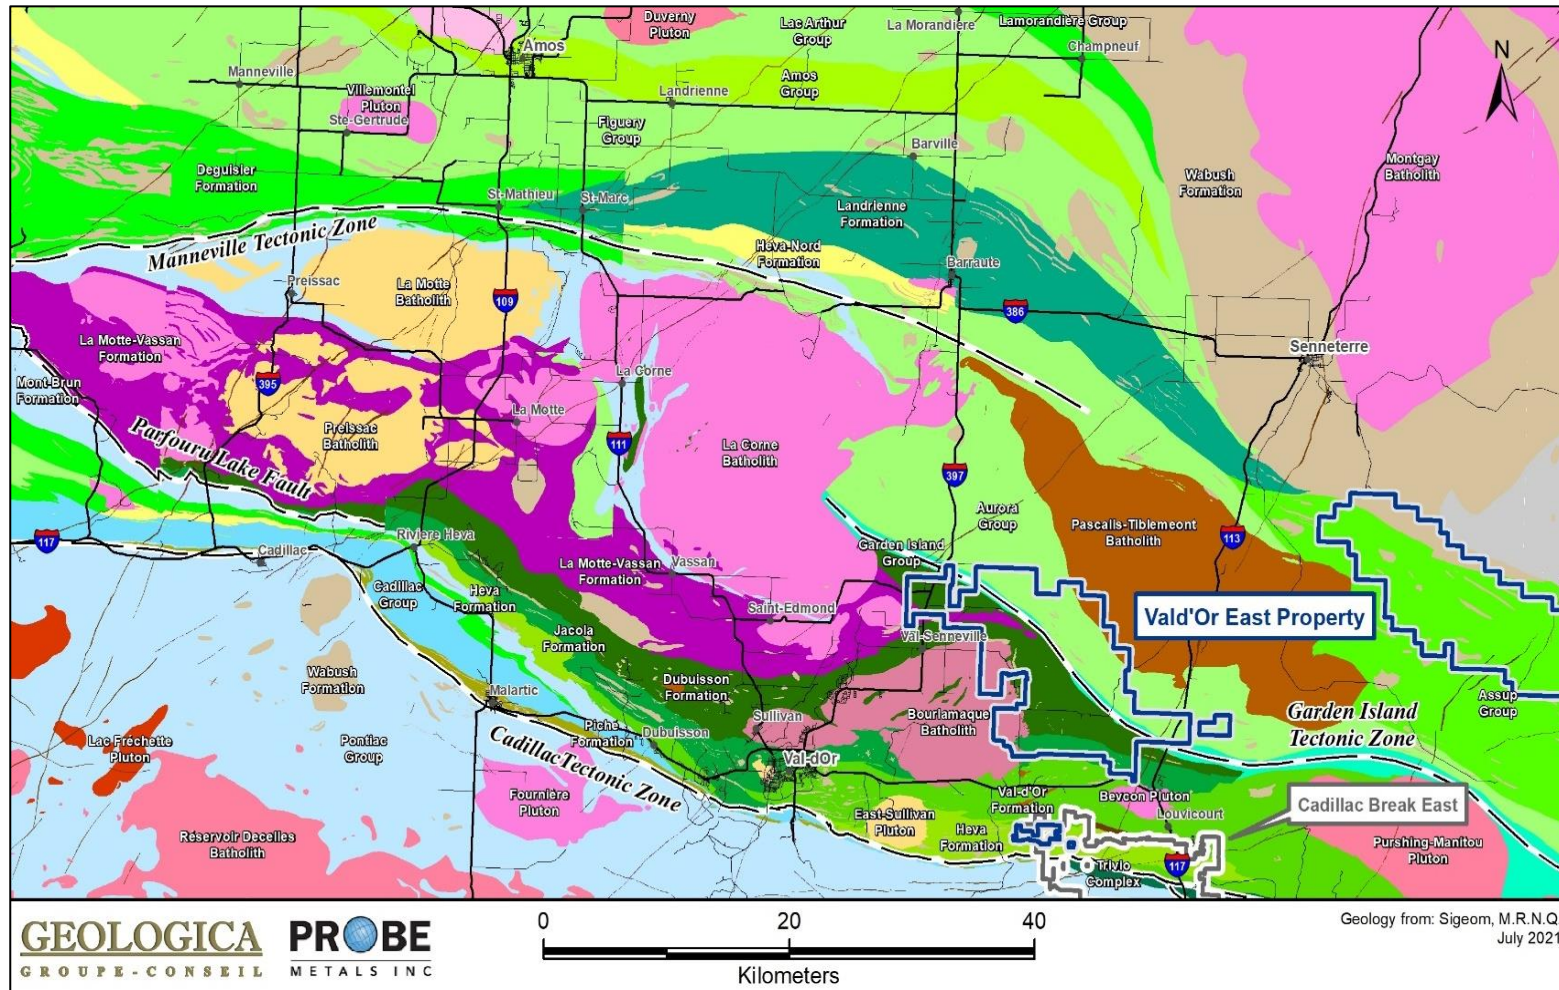 Duverny
Pluton
Lac Arthur
Group
La Morandiere
Lamorandière Group
Champneuf
N
Amos
Manneville
Villemontel
Pluton
Ste-Gertrude
Landrienne
Amos
Group
Figuery
Group
Barville
Deguisier
Formation
St-Mathieu
St-Marc
Landrienne
Formation
Wabush
Formation
Montgay
Batholith
Manneville Tectonic Zone
Héva-Nord
Formation
Barraute
Preissac
La Motte
Batholith
109
386
Senneterre
La Motte-Vassan
Formation
Mont-Brun
Formation
395
La Corne
La Motte
Preissac
Batholith
Parfouru Lake Fault
111
La Corne
Batholith
397
Aurora
Group
Pascalis-Tiblemeont
Batholith
113
117
Cadillac
Riviere Heva
Garden Island
Group
La Motte-Vassan
Formation
Vassan
Cadillac
Group
Heva
Formation
Saint-Edmond
Vald'Or East Property
Jacola
Formation
Val-Senneville
Wabush
Formation
Malartic
Dubuisson
Formation
Bourlamaque
Batholith
Sullivan
Assup
Group
Garden Island
Tectonic Zone
Lac Fréchette
Pluton
Pontiac
Group
Piché
Formation
Dubuisson
Val-dOr
Cadillac Tectonic Zone
Fournière
Pluton
East-Sullivan
Pluton
Heva
Formation
Val-d'Or
Formation
Bevcon Pluton
Louvicourt
Cadillac Break East
Réservoir Decelles
Batholith
Trivio
Complex
117
Purshing-Manitou
Pluton
GEOLOGICA
GROUPE-CONSEIL
PROBE
METALS INC
0 20 40
Kilometers
Geology from: Sigeom, M.R.N.Q.
July 2021